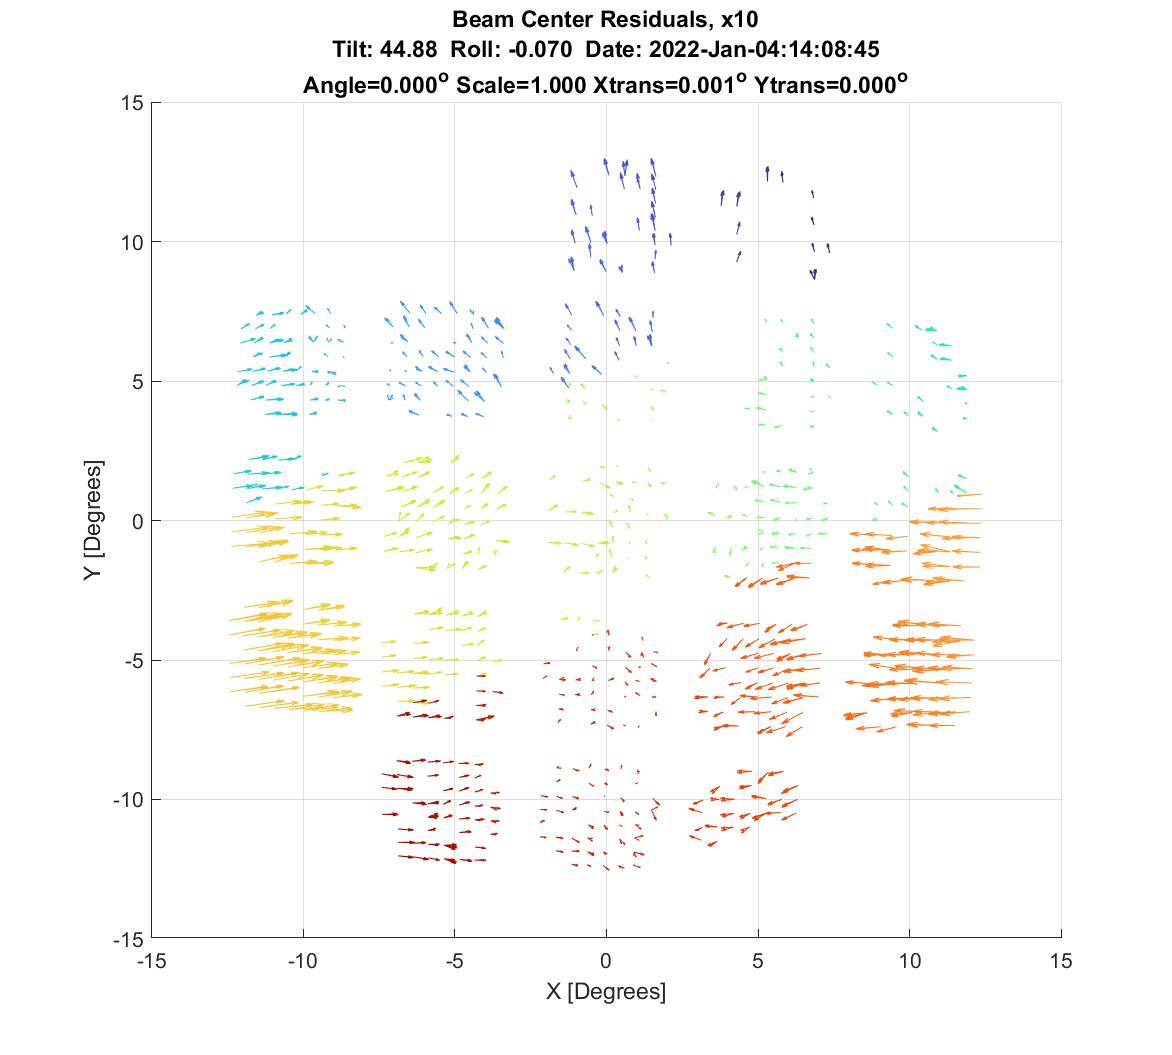 Beam Center Residuals, x10
Tilt: 44.88 Roll: -0.070 Date: 2022-Jan-04:14:08:45
Angle=0.000° Scale=1.000 Xtrans=0.001° Ytrans=0.000°
15
10
5
0
-5
-10
-15
Y [Degrees]
-15 -10 -5 0 5 10 15
X [Degrees]